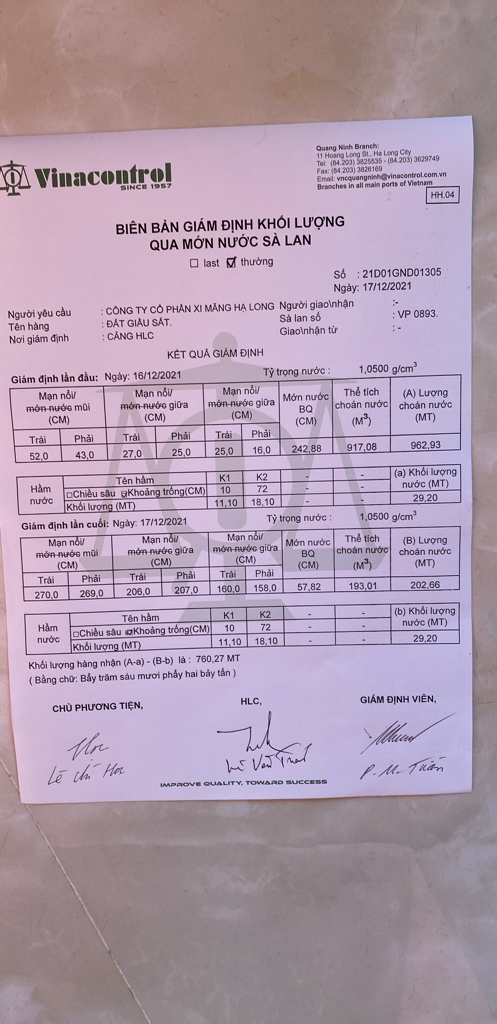 Vinacontrol
SINCE 1957
Quang Ninh Branch:
11 Hoang Long St., Ha Long City
Tel: (84.203) 3825535 - (84.203) 3629749
Fax: (84.203) 3826169
Email: vncquangninh@vinacontrol.com.vn
Branches in all main ports of Vietnam
HH.04
BIÊN BẢN GIÁM ĐỊNH KHỐI LƯỢNG
QUA MỚN NƯỚC SÀ LAN
last thường
Số : 21D01GND01305
Ngày: 17/12/2021
Người yêu cầu : CÔNG TY CỔ PHẦN XI MĂNG HẠ LONG Người giao\nhận :-
Tên hàng : ĐẤT GIÀU SẮT. Sà lan số : VP 0893.
Nơi giám định : CẢNG HLC Giao\nhận từ : -
KẾT QUẢ GIÁM ĐỊNH
Giám định lần đầu: Ngày: 16/12/2021 Tỷ trọng nước : 1,0500 g/cm3
Mạn nổi/ mớn nước mũi (CM) Mạn nổi/ mớn nước giữa (CM) Mạn nổi/ mớn nước giữa (CM) Mớn nước BQ (CM) Thể tích choán nước (M3) (A) Lượng choán nước (MT)
Trái Phải Trái Phải Trái Phải
52,0 43,0 27,0 25,0 25,0 16,0 242,88 917,08 962,93
Hầm nước Tên hầm K1 K2 - - (a) Khối lượng nước (MT)
Chiều sâu Khoảng trống(CM) 10 72 - -
Khối lượng (MT) 11,10 18,10 - - 29,20
Giám định lần cuối: Ngày: 17/12/2021 Tỷ trọng nước : 1,0500 g/cm3
Mạn nổi/ mớn nước mũi (CM) Mạn nổi/ mớn nước giữa (CM) Mạn nổi/ mớn nước giữa (CM) Mớn nước BQ (CM) Thể tích choán nước (M3) (B) Lượng choán nước (MT)
Trái Phải Trái Phải Trái Phải
270,0 269,0 206,0 207,0 160,0 158,0 57,82 193,01 202,66
Hầm nước Tên hầm K1 K2 - - (b) Khối lượng nước (MT)
Chiều sâu Khoảng trống(CM) 10 72 - -
Khối lượng (MT) 11,10 18,10 - - 29,20
Khối lượng hàng nhận (A-a) - (B-b) là : 760,27 MT
( Bằng chữ: Bẩy trăm sáu mươi phẩy hai bảy tấn )
CHỦ PHƯƠNG TIỆN, HLC, GIÁM ĐỊNH VIÊN,
P. M. Tuấn
IMPROVE QUALITY, TOWARD SUCCESS